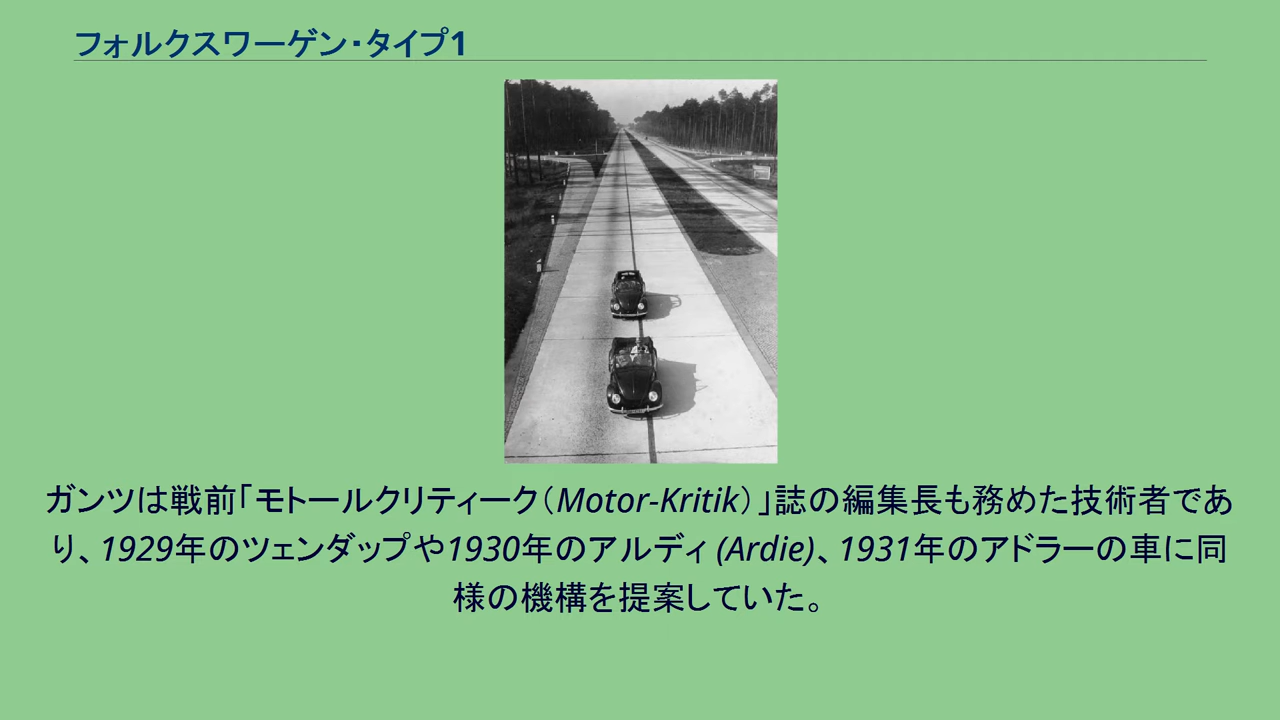 フォルクスワーゲン・タイプ1
ガンツは戦前「モトールクリティーク（Motor-Kritik）」誌の編集長も務めた技術者であ
り、1929年のツェンダップや1930年のアルディ (Ardie)、1931年のアドラーの車に同
様の機構を提案していた。